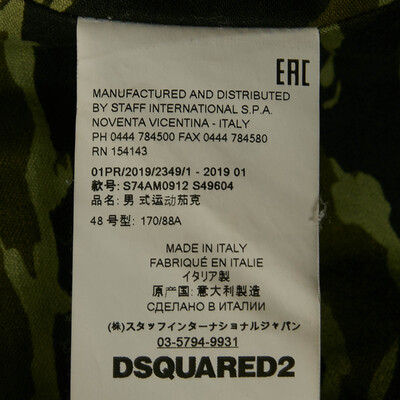 EAC
MANUFACTURED AND DISTRIBUTED
BY STAFF INTERNATIONAL S.P.A.
NOVENTA VICENTINA - ITALY
PH 0444 784500 FAX 0444 784580
RN 154143
01PR/2019/2349/1 - 2019 01
款号: S74AM0912 S49604
品名: 男 式运动茄克
48 号型: 170/88A
MADE IN ITALY
FABRIQUÉ EN ITALIE
イタリア製
原产国: 意大利製造
СДЕЛАНО В ИТАЛИИ
(株)スタッフインターナショナルジャパン
03-5794-9931
DSQUARED2